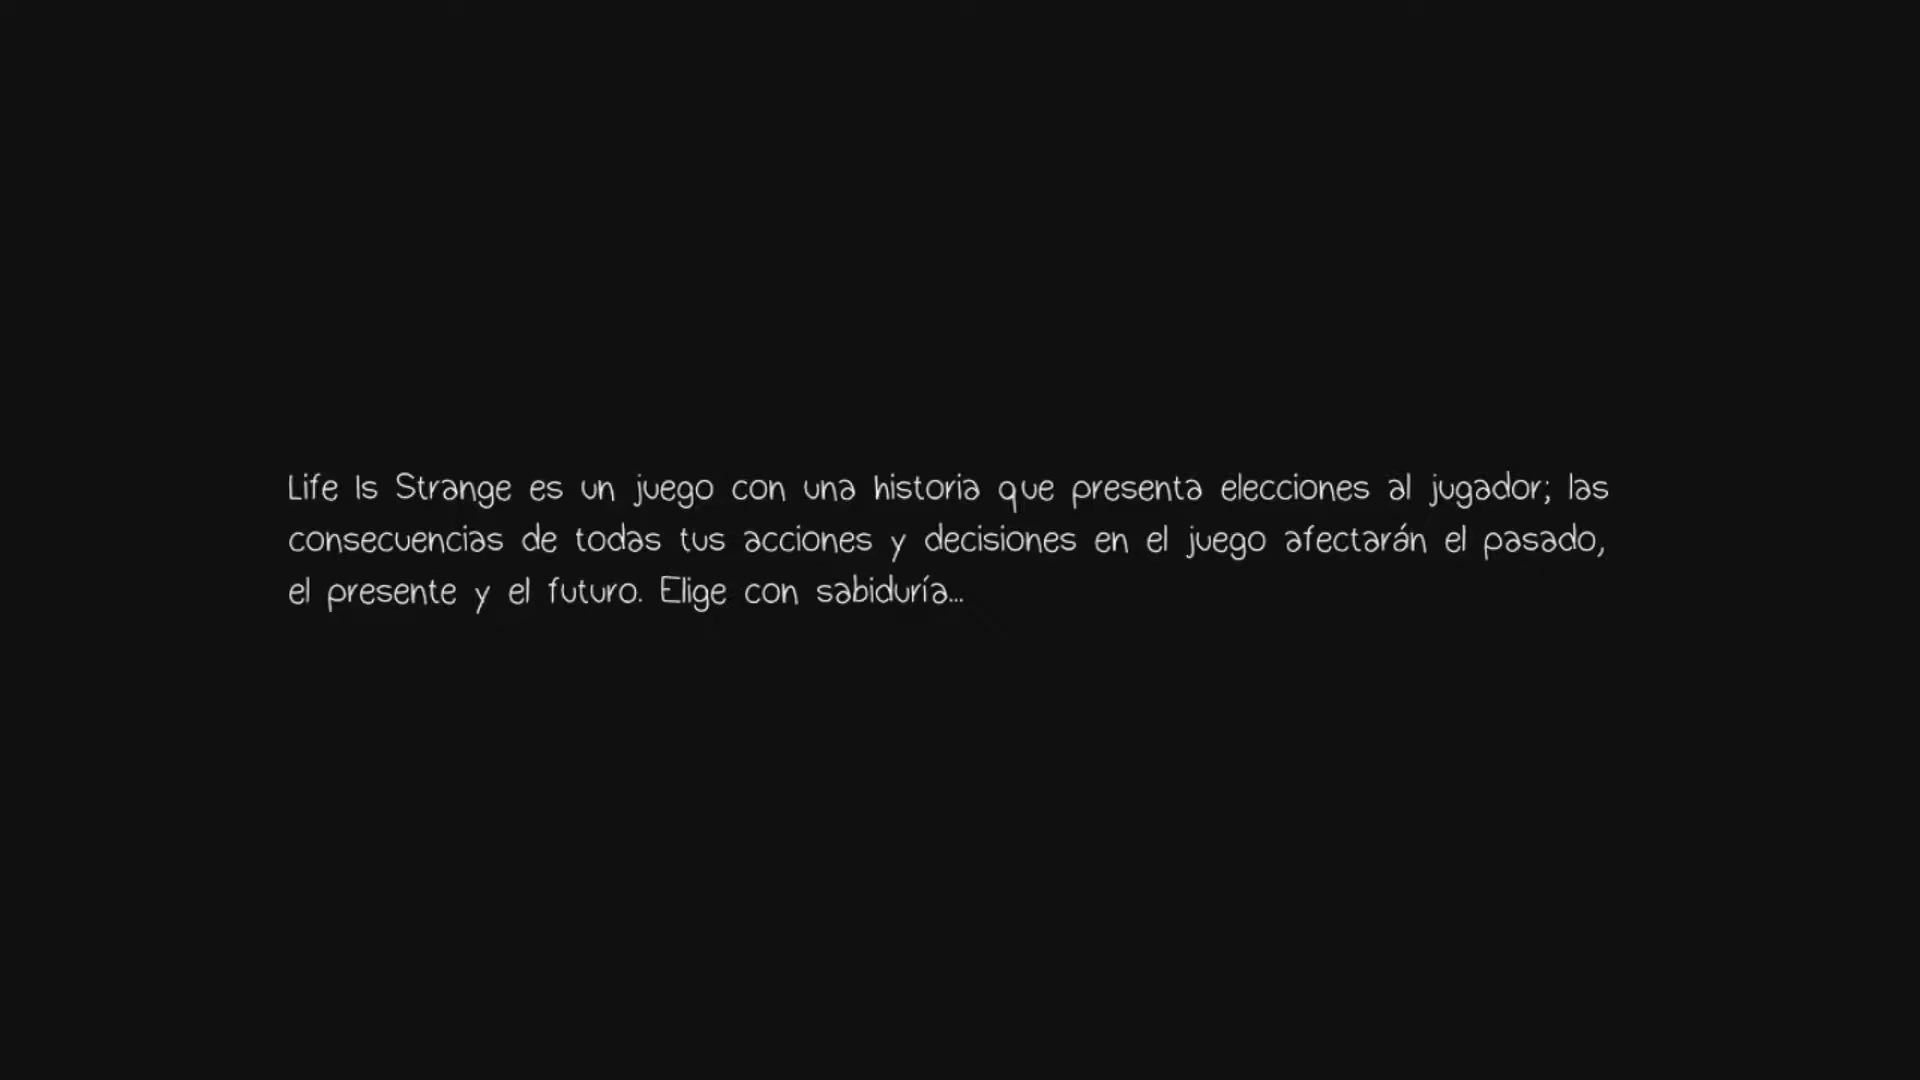 Life Is Strange es un juego con una historia que presenta elecciones al jugador; las
consecuencias de todas tus acciones y decisiones en el juego afectarán el pasado,
el presente y el futuro. Elige con sabiduría...